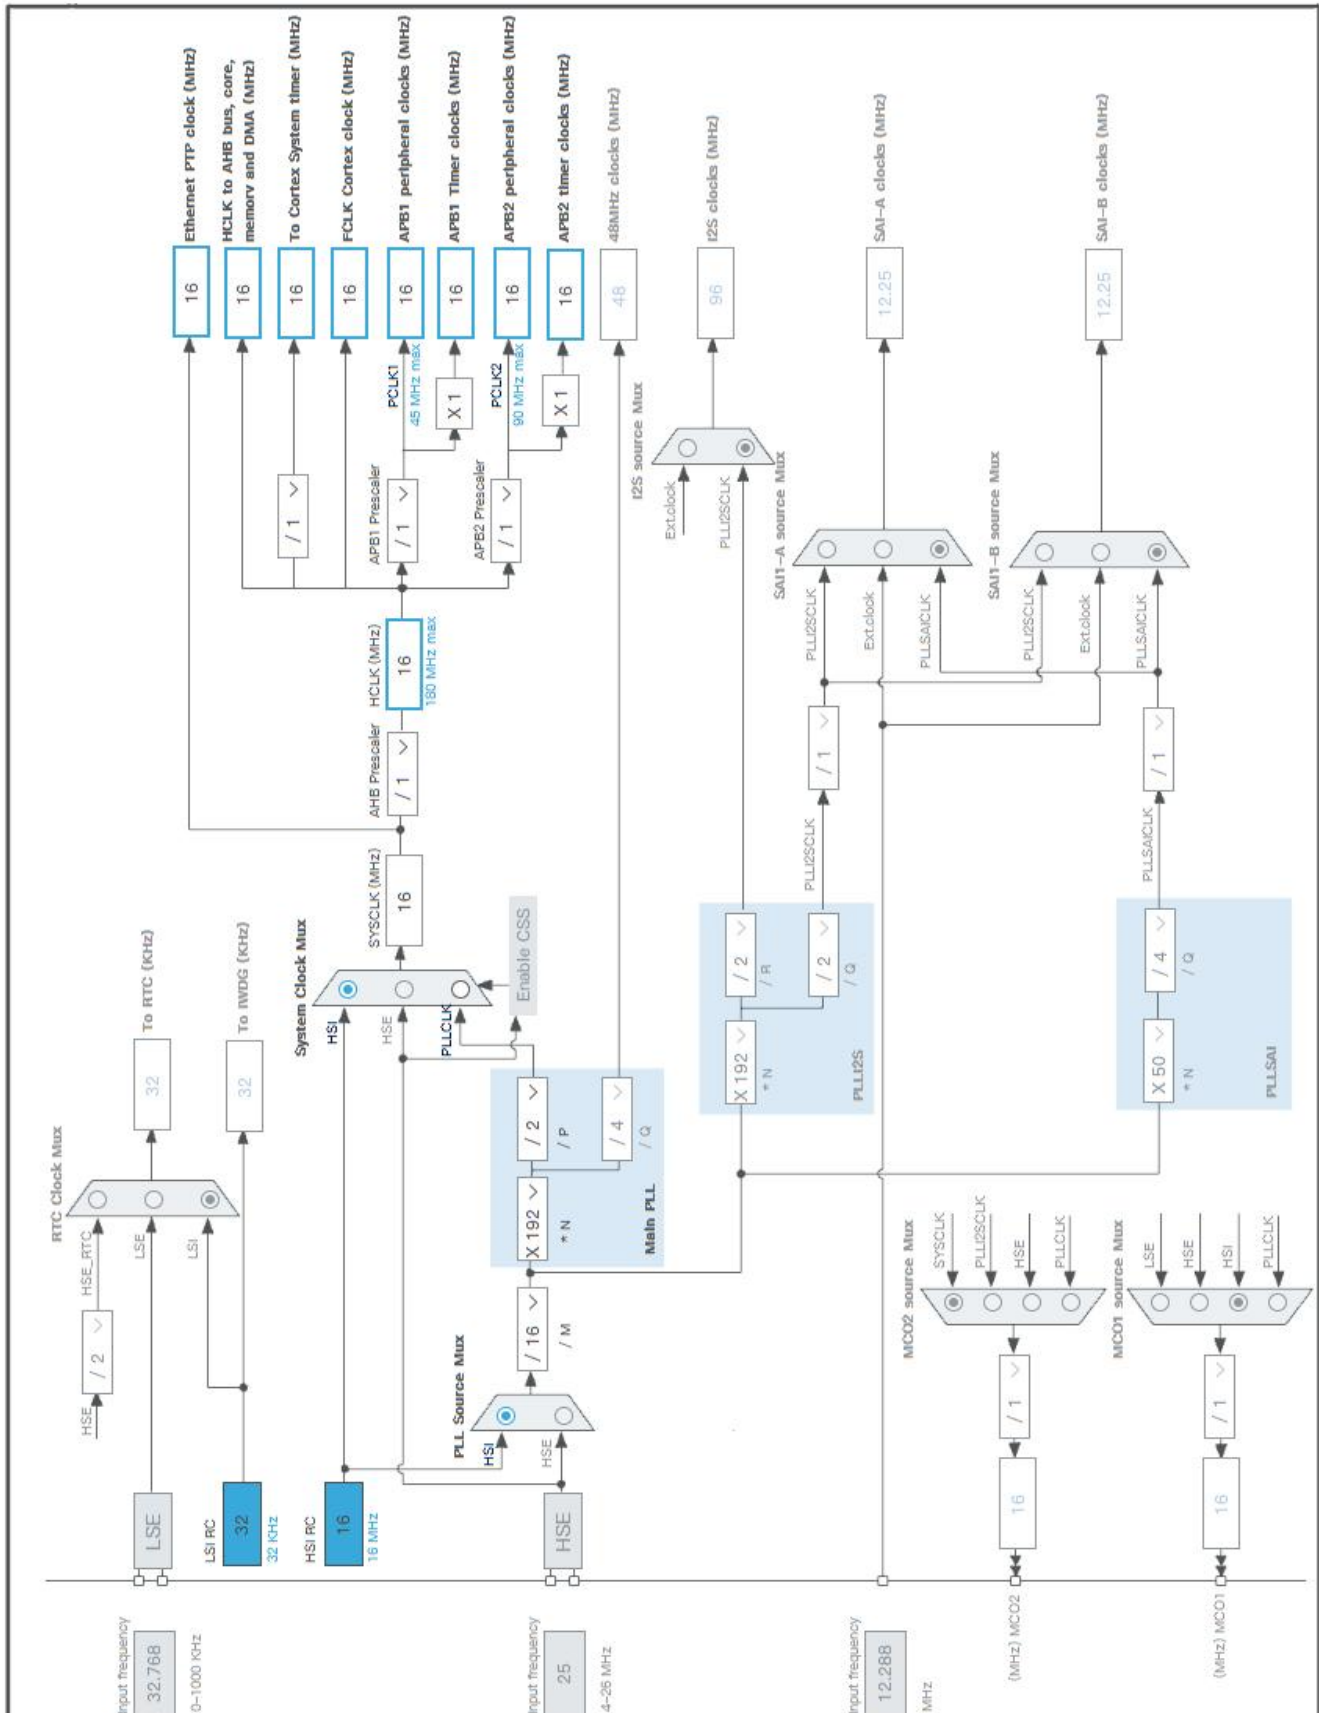 Input frequency
32.768
0-1000 KHz
LSE
LSI RC
32
32 KHz
HSI RC
16
16 MHz
Input frequency
25
4-26 MHz
HSE
Input frequency
12.288
MHz
HSE
/ 2
HSE_RTC
LSE
LSI
RTC Clock Mux
32
To RTC (KHz)
32
To IWDG (KHz)
PLL Source Mux
HSI
HSE
/ 16
/ M
X 192
* N
/ 2
/ P
/ 4
/ Q
Main PLL
System Clock Mux
HSI
HSE
PLLCLK
Enable CSS
SYSCLK (MHz)
16
AHB Prescaler
/ 1
HCLK (MHz)
16
180 MHz max
/ 1
APB1 Prescaler
/ 1
PCLK1
45 MHz max
X 1
APB2 Prescaler
/ 1
PCLK2
90 MHz max
X 1
16
Ethernet PTP clock (MHz)
16
HCLK to AHB bus, core,
memory and DMA (MHz)
16
To Cortex System timer (MHz)
16
FCLK Cortex clock (MHz)
16
APB1 peripheral clocks (MHz)
16
APB1 Timer clocks (MHz)
16
APB2 peripheral clocks (MHz)
16
APB2 timer clocks (MHz)
48
48MHz clocks (MHz)
X 192
* N
/ 2
/ R
/ 2
/ Q
PLLI2S
PLLI2SCLK
/ 1
I2S source Mux
Ext.clock
PLLI2SCLK
96
I2S clocks (MHz)
SAI1-A source Mux
PLLI2SCLK
Ext.clock
PLLSAICLK
12.25
SAI-A clocks (MHz)
X 50
* N
/ 4
/ Q
PLLSAI
PLLSAICLK
/ 1
SAI1-B source Mux
PLLI2SCLK
Ext.clock
PLLSAICLK
12.25
SAI-B clocks (MHz)
MCO2 source Mux
SYSCLK
PLLI2SCLK
HSE
PLLCLK
/ 1
16
(MHz) MCO2
MCO1 source Mux
LSE
HSE
HSI
PLLCLK
/ 1
16
(MHz) MCO1